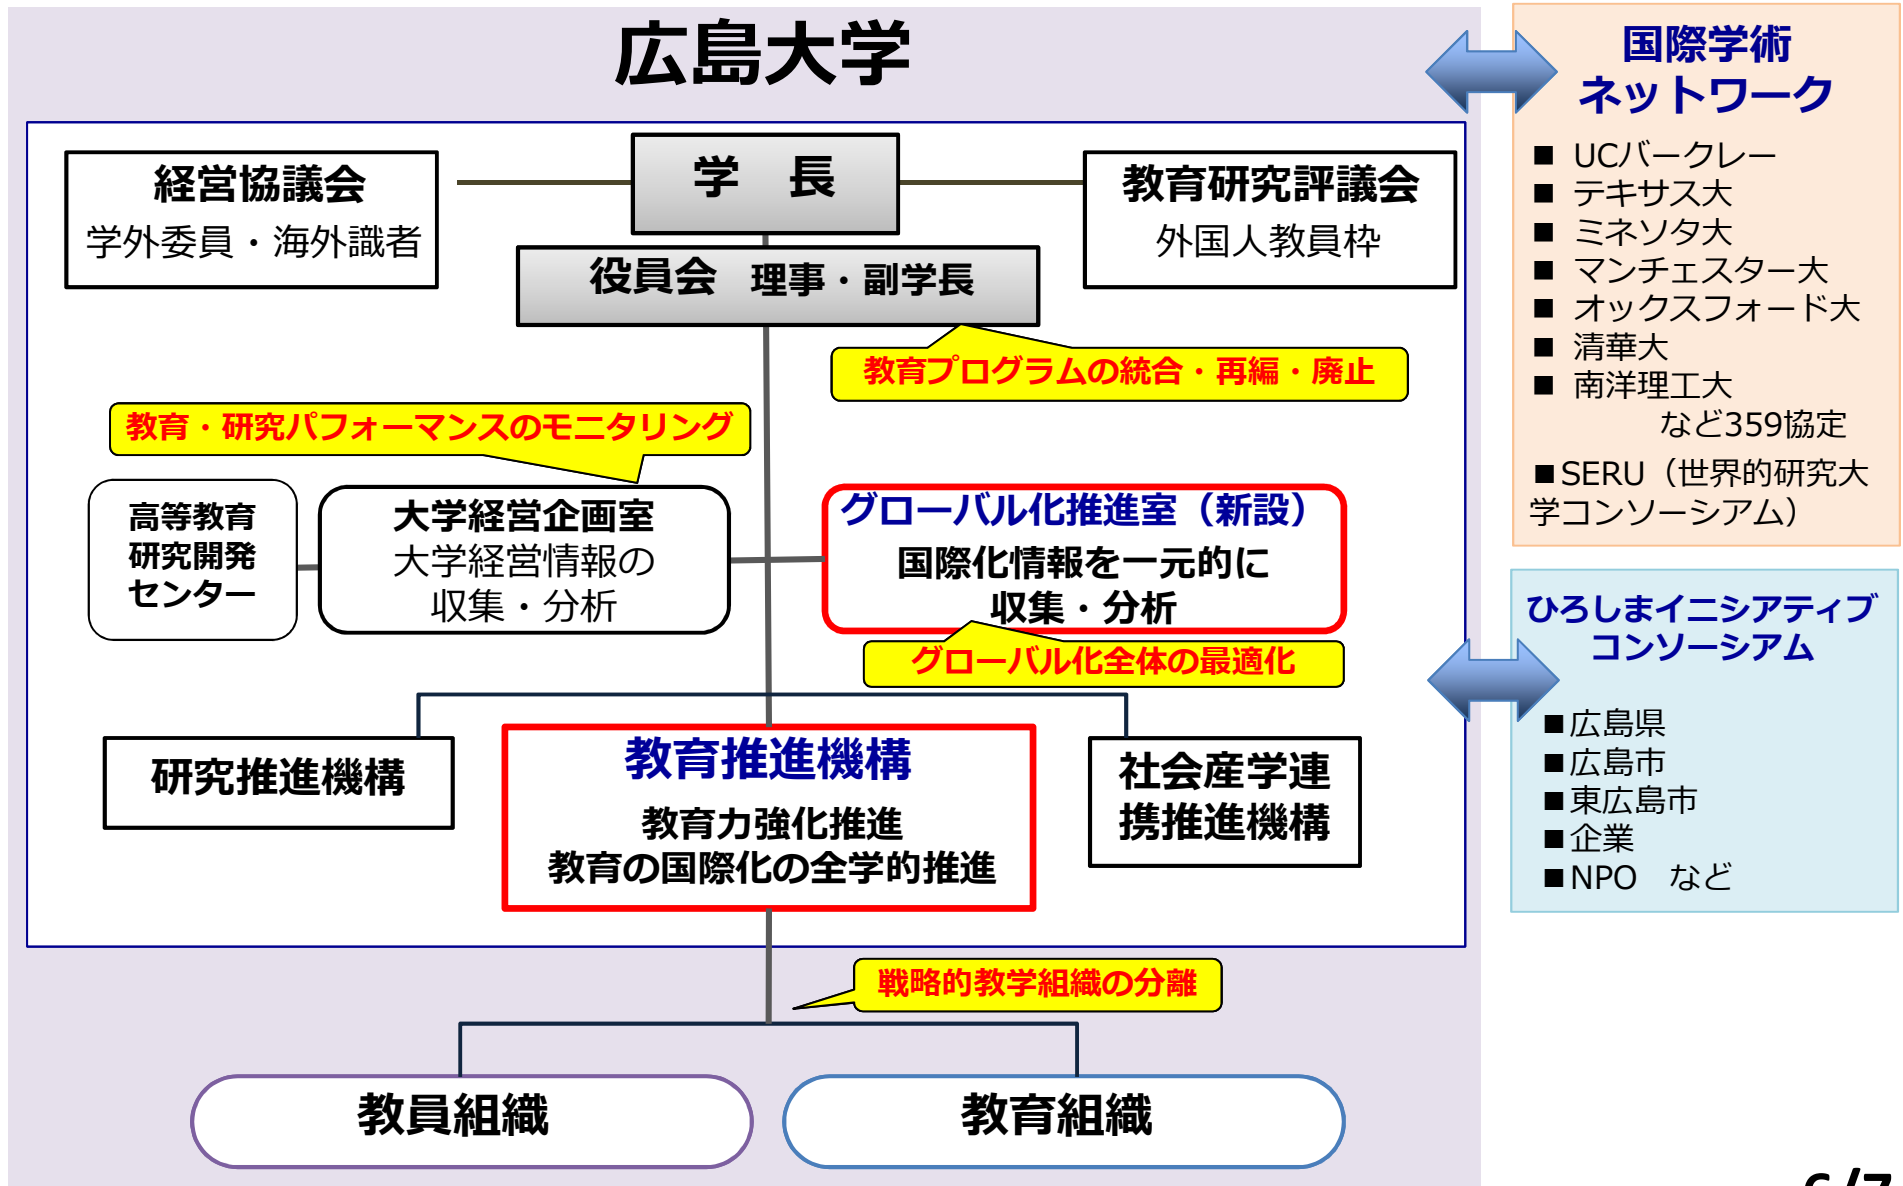 広島大学
経営協議会
学外委員・海外識者
学　長
教育研究評議会
外国人教員枠
役員会　理事・副学長
教育プログラムの統合・再編・廃止
教育・研究パフォーマンスのモニタリング
高等教育
研究開発
センター
大学経営企画室
大学経営情報の
収集・分析
グローバル化推進室（新設）
国際化情報を一元的に
収集・分析
グローバル化全体の最適化
研究推進機構
教育推進機構
教育力強化推進
教育の国際化の全学的推進
社会産学連
携推進機構
戦略的教学組織の分離
教員組織
教育組織
国際学術
ネットワーク
■ UCバークレー
■ テキサス大
■ ミネソタ大
■ マンチェスター大
■ オックスフォード大
■ 清華大
■ 南洋理工大
など359協定
■SERU（世界的研究大
学コンソーシアム）
ひろしまイニシアティブ
コンソーシアム
■広島県
■広島市
■東広島市
■企業
■NPO　など
6/7